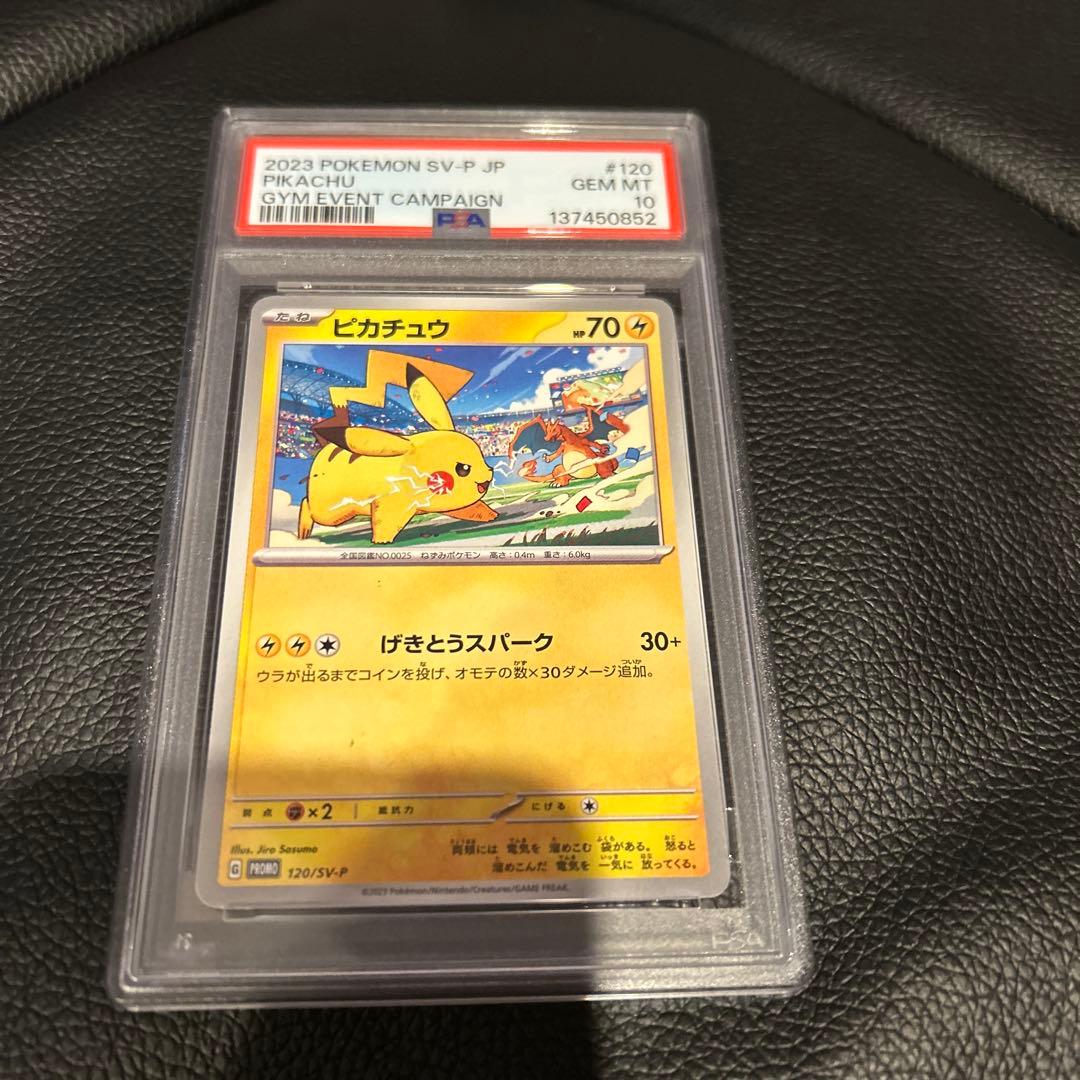 2023 POKEMON SV-P JP #120
PIKACHU GEM MT
GYM EVENT CAMPAIGN 10
PSA 137450852
たね ピカチュウ HP 70
全国図鑑NO.0025 ねずみポケモン 高さ:0.4m 重さ:6.0kg
げきとうスパーク 30+
ウラが出るまでコインを投げ、オモテの数×30ダメージ追加。
弱点 ×2 抵抗力 にげる
Illus. Jiro Sasumo
両頬には 電気を 溜めこむ 袋がある。 怒ると
溜めこんだ 電気を 一気に 放ってくる。
G PROMO 120/SV-P
©2023 Pokémon/Nintendo/Creatures/GAME FREAK.
PSA